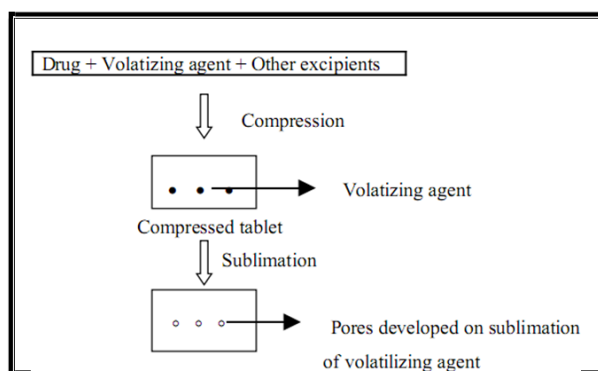 Drug + Volatizing agent + Other excipients
Compression
Volatizing agent
Compressed tablet
Sublimation
Pores developed on sublimation
of volatilizing agent